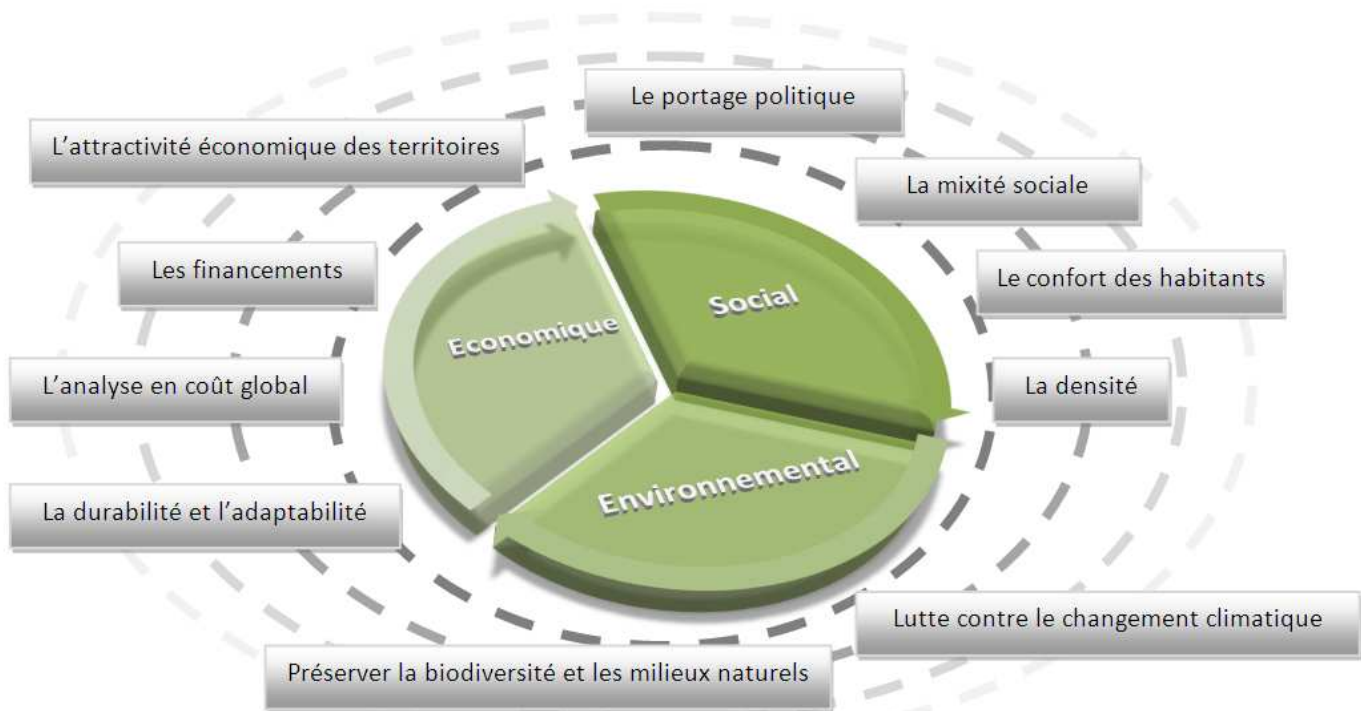 Le portage politique
L'attractivité économique des territoires
La mixité sociale
Les financements
Le confort des habitants
Social
Economique
L'analyse en coût global
La densité
Environnemental
La durabilité et l'adaptabilité
Lutte contre le changement climatique
Préserver la biodiversité et les milieux naturels